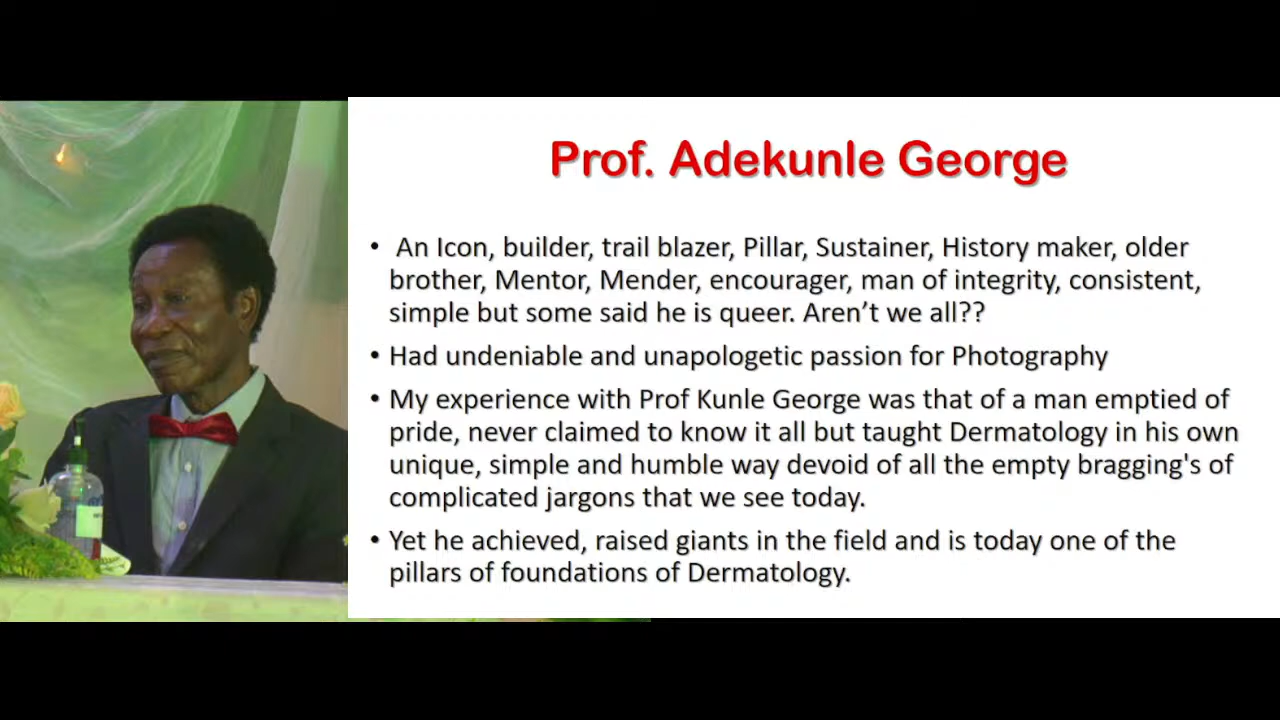 Prof. Adekunle George
• An Icon, builder, trail blazer, Pillar, Sustainer, History maker, older
brother, Mentor, Mender, encourager, man of integrity, consistent,
simple but some said he is queer. Aren’t we all??
• Had undeniable and unapologetic passion for Photography
• My experience with Prof Kunle George was that of a man emptied of
pride, never claimed to know it all but taught Dermatology in his own
unique, simple and humble way devoid of all the empty bragging's of
complicated jargons that we see today.
• Yet he achieved, raised giants in the field and is today one of the
pillars of foundations of Dermatology.